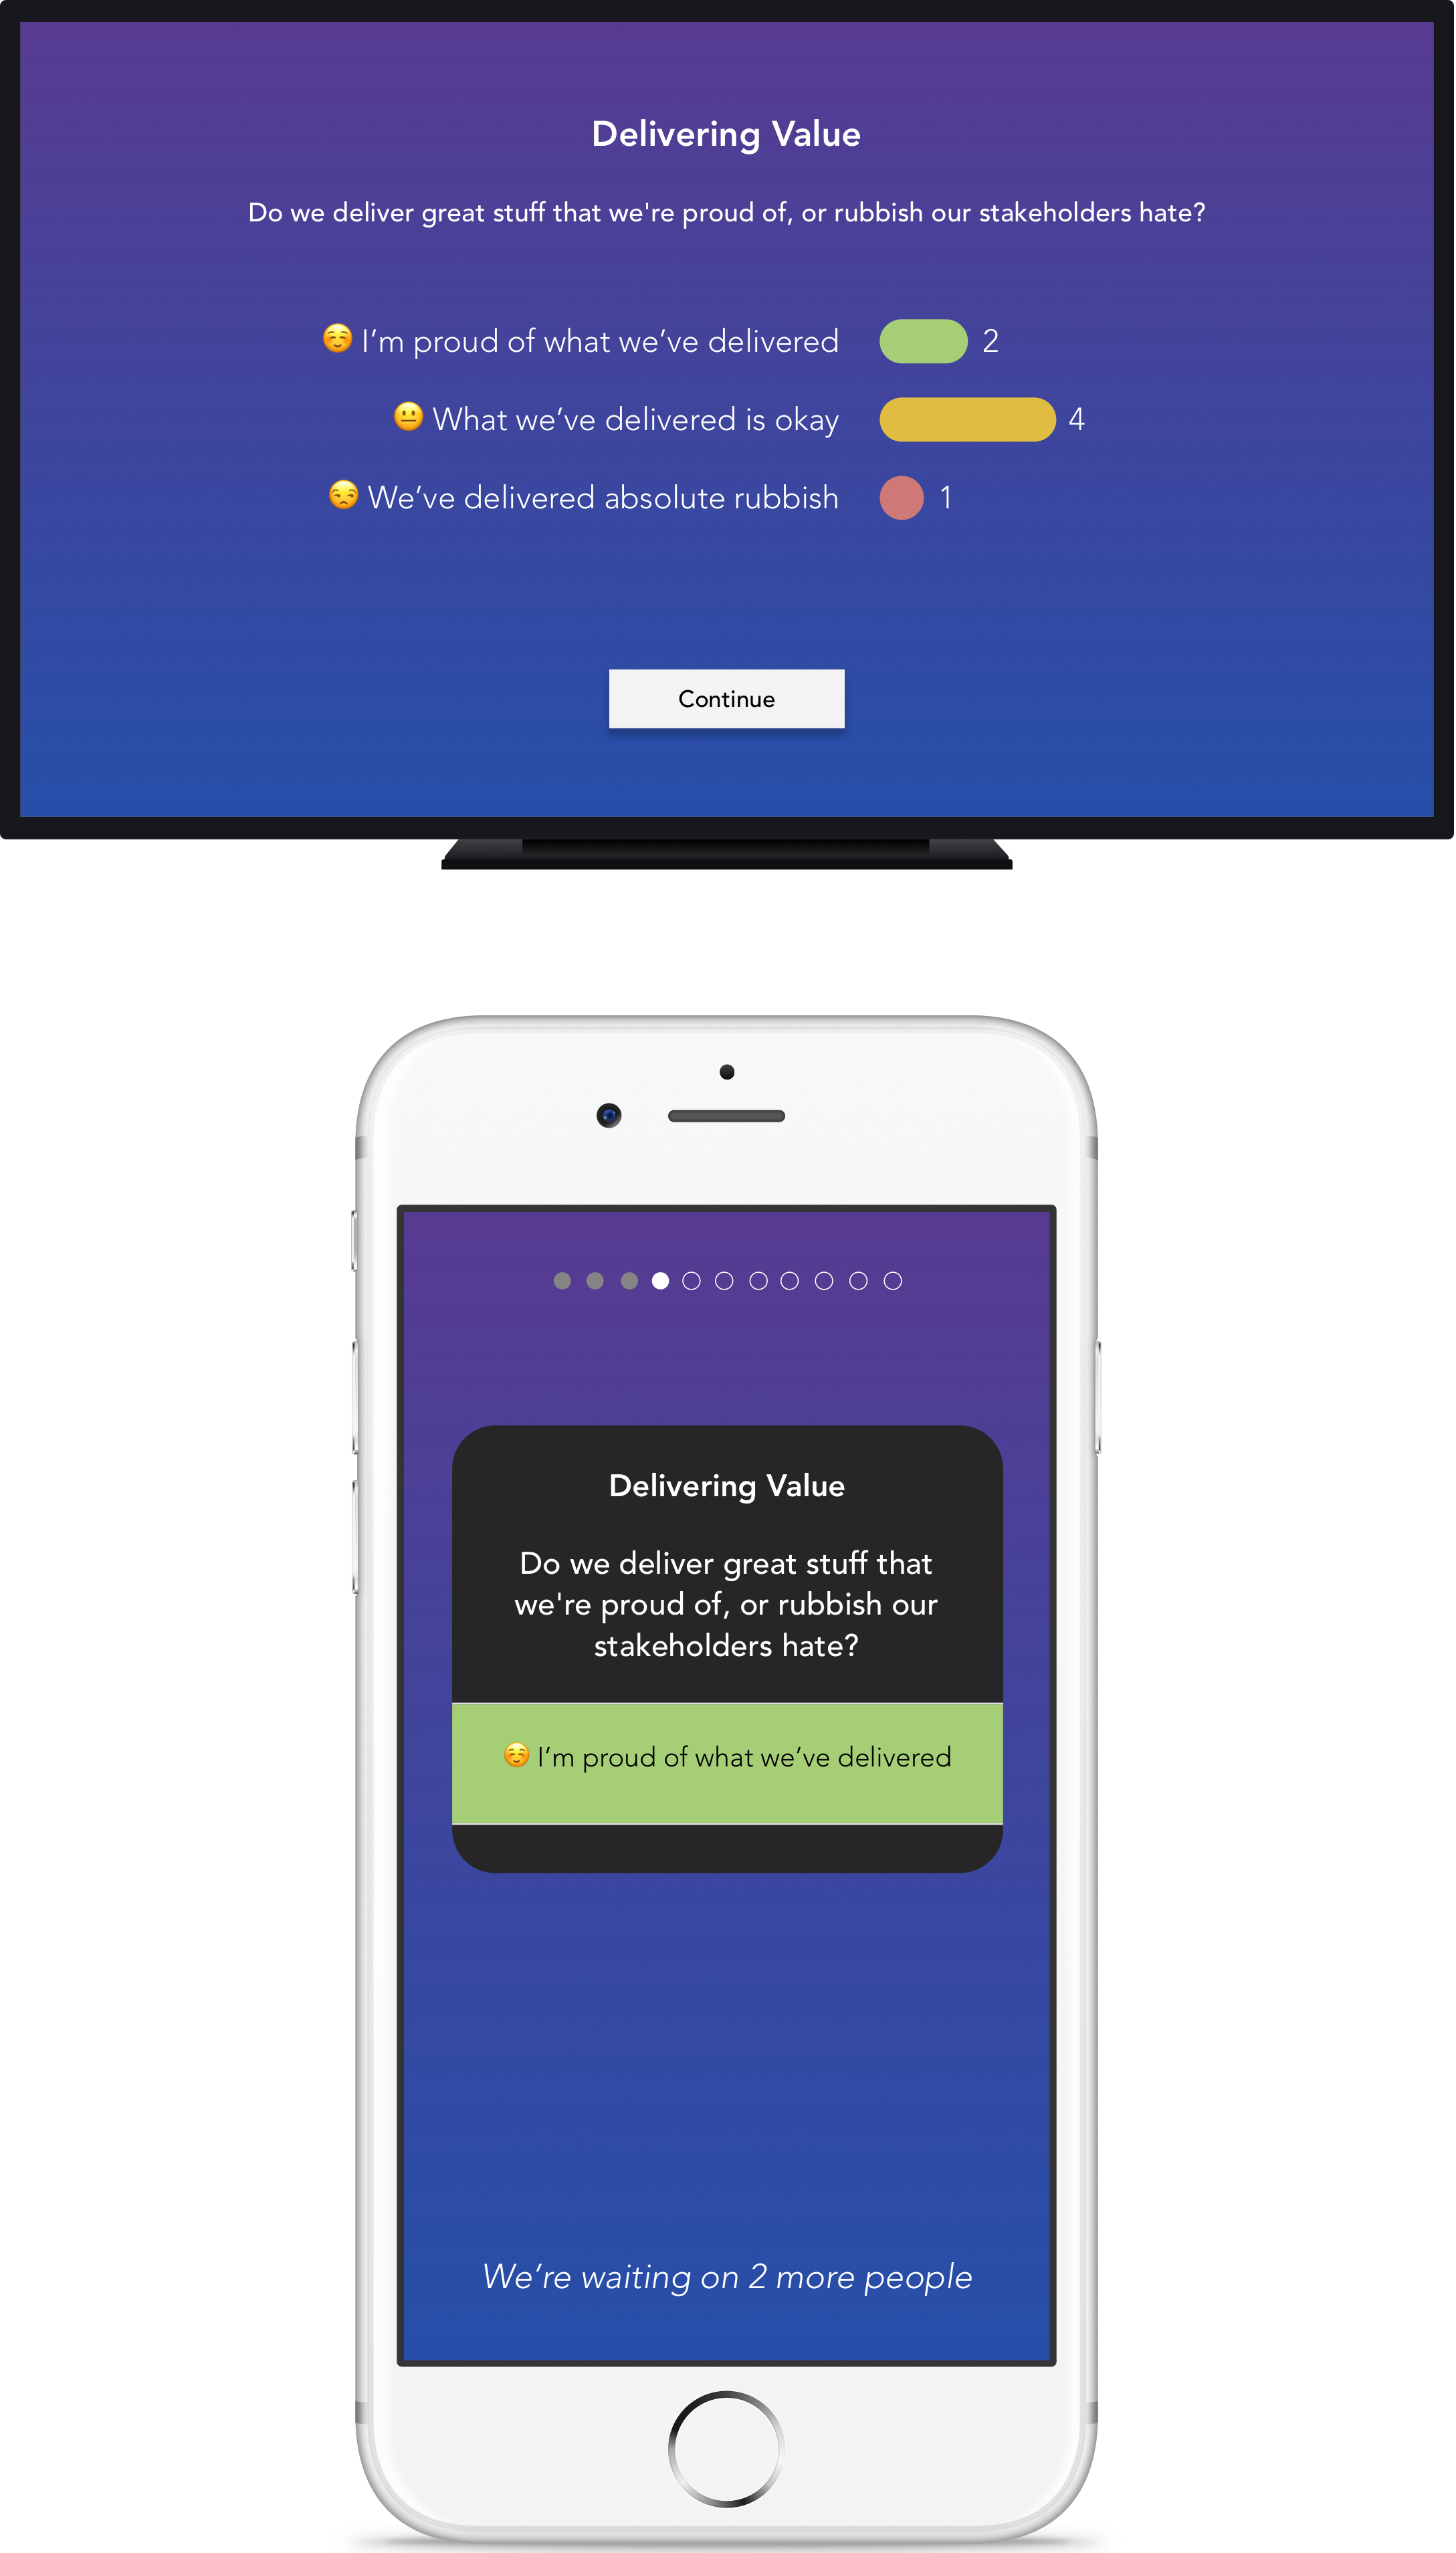 Delivering Value
Do we deliver great stuff that we're proud of, or rubbish our stakeholders hate?
☺️ I’m proud of what we’ve delivered 2
😐 What we’ve delivered is okay 4
😒 We’ve delivered absolute rubbish 1
Continue
Delivering Value
Do we deliver great stuff that
we're proud of, or rubbish our
stakeholders hate?
☺️ I’m proud of what we’ve delivered
We’re waiting on 2 more people